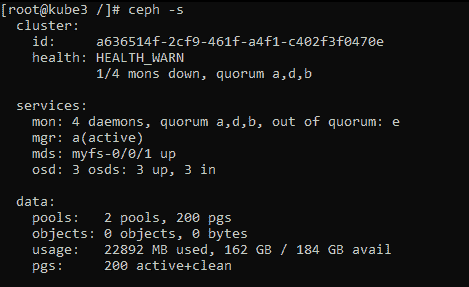 [root@kube3 /]# ceph -s
cluster:
id: a636514f-2cf9-461f-a4f1-c402f3f0470e
health: HEALTH_WARN
1/4 mons down, quorum a,d,b
services:
mon: 4 daemons, quorum a,d,b, out of quorum: e
mgr: a(active)
mds: myfs-0/0/1 up
osd: 3 osds: 3 up, 3 in
data:
pools: 2 pools, 200 pgs
objects: 0 objects, 0 bytes
usage: 22892 MB used, 162 GB / 184 GB avail
pgs: 200 active+clean